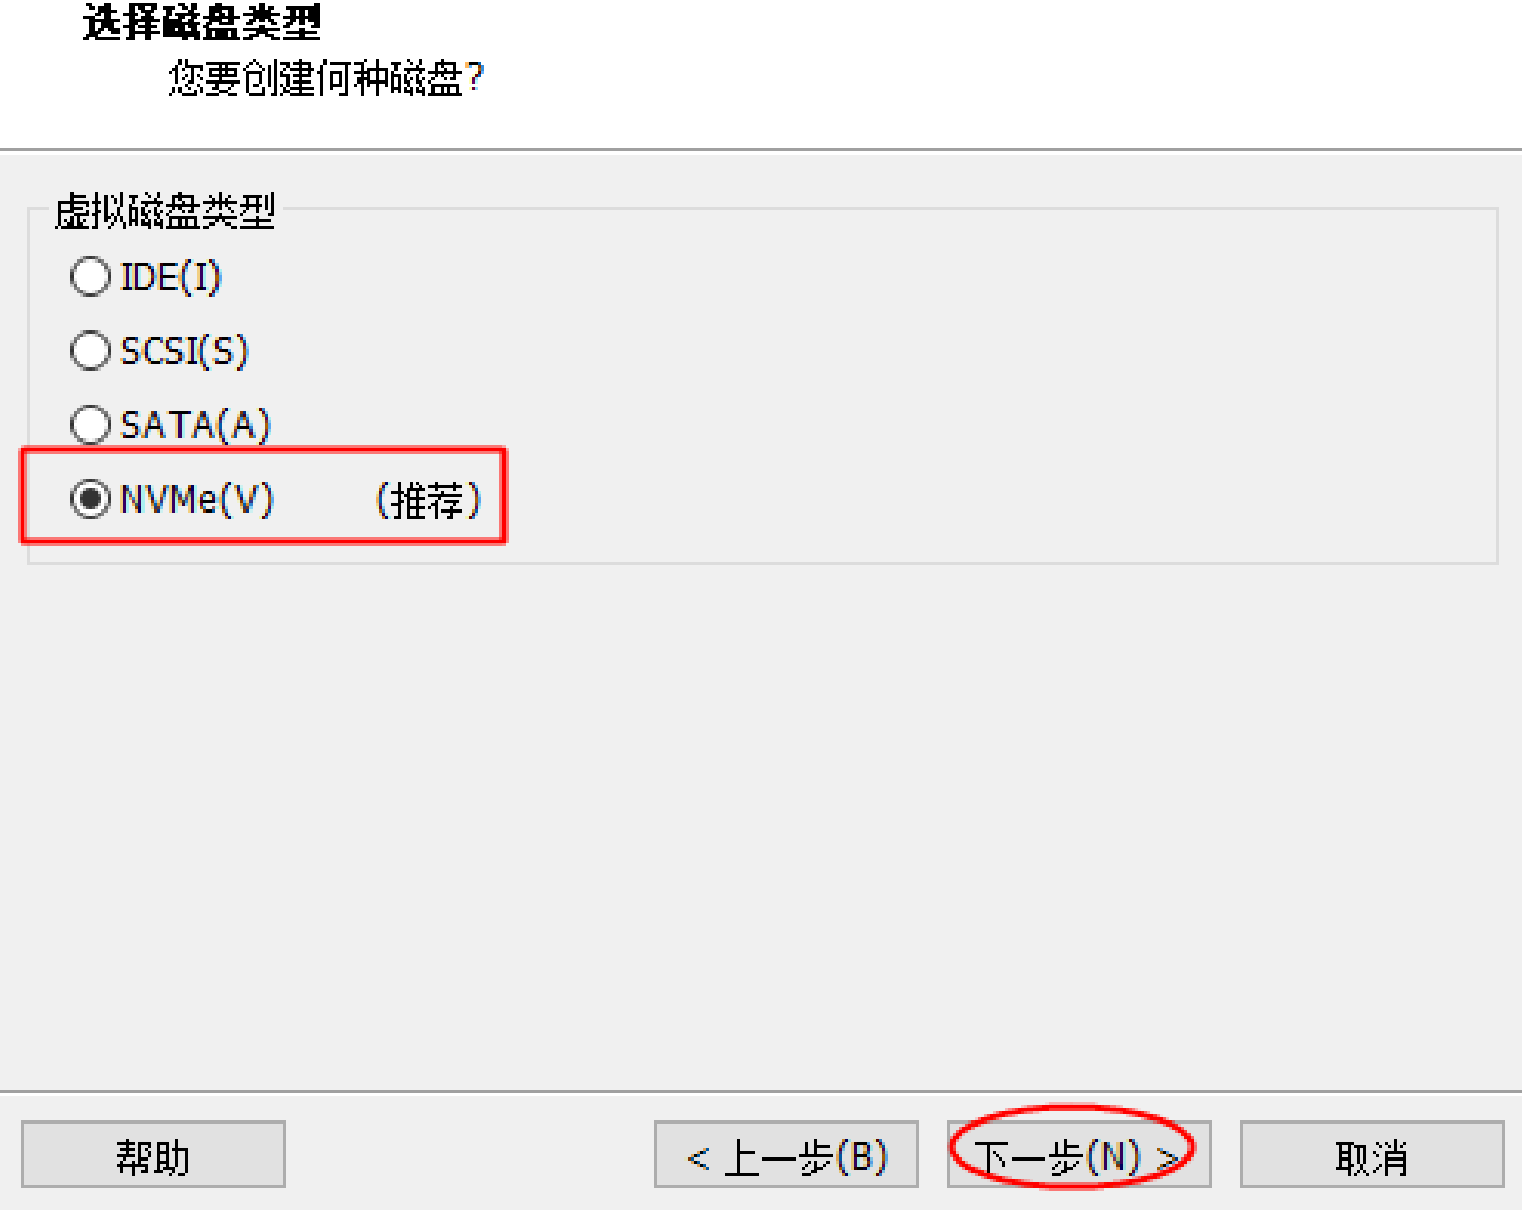 选择磁盘类型
您要创建何种磁盘?
虚拟磁盘类型
IDE(I)
SCSI(S)
SATA(A)
NVMe(V) (推荐)
帮助 < 上一步(B) 下一步(N) > 取消